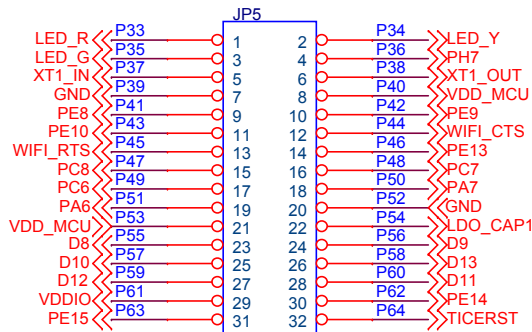 JP5
LED_R P33 1 2 P34 LED_Y
LED_G P35 3 4 P36 PH7
XT1_IN P37 5 6 P38 XT1_OUT
GND P39 7 8 P40 VDD_MCU
PE8 P41 9 10 P42 PE9
PE10 P43 11 12 P44 WIFI_CTS
WIFI_RTS P45 13 14 P46 PE13
PC8 P47 15 16 P48 PC7
PC6 P49 17 18 P50 PA7
PA6 P51 19 20 P52 GND
VDD_MCU P53 21 22 P54 LDO_CAP1
D8 P55 23 24 P56 D9
D10 P57 25 26 P58 D13
D12 P59 27 28 P60 D11
VDDIO P61 29 30 P62 PE14
PE15 P63 31 32 P64 TICERST